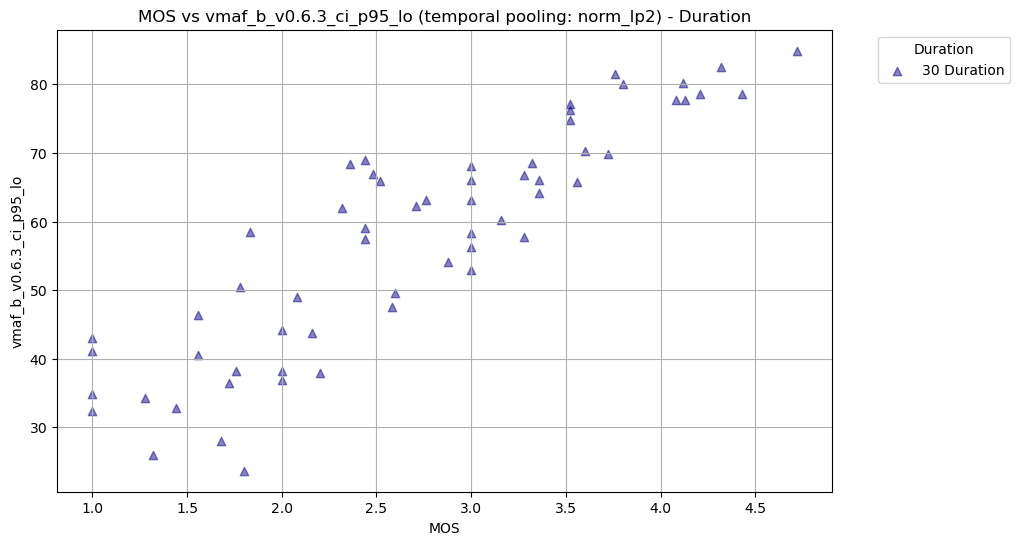 MOS vs vmaf_b_v0.6.3_ci_p95_lo (temporal pooling: norm_lp2) - Duration
Duration
30 Duration
vmaf_b_v0.6.3_ci_p95_lo
80
70
60
50
40
30
1.0 1.5 2.0 2.5 3.0 3.5 4.0 4.5
MOS